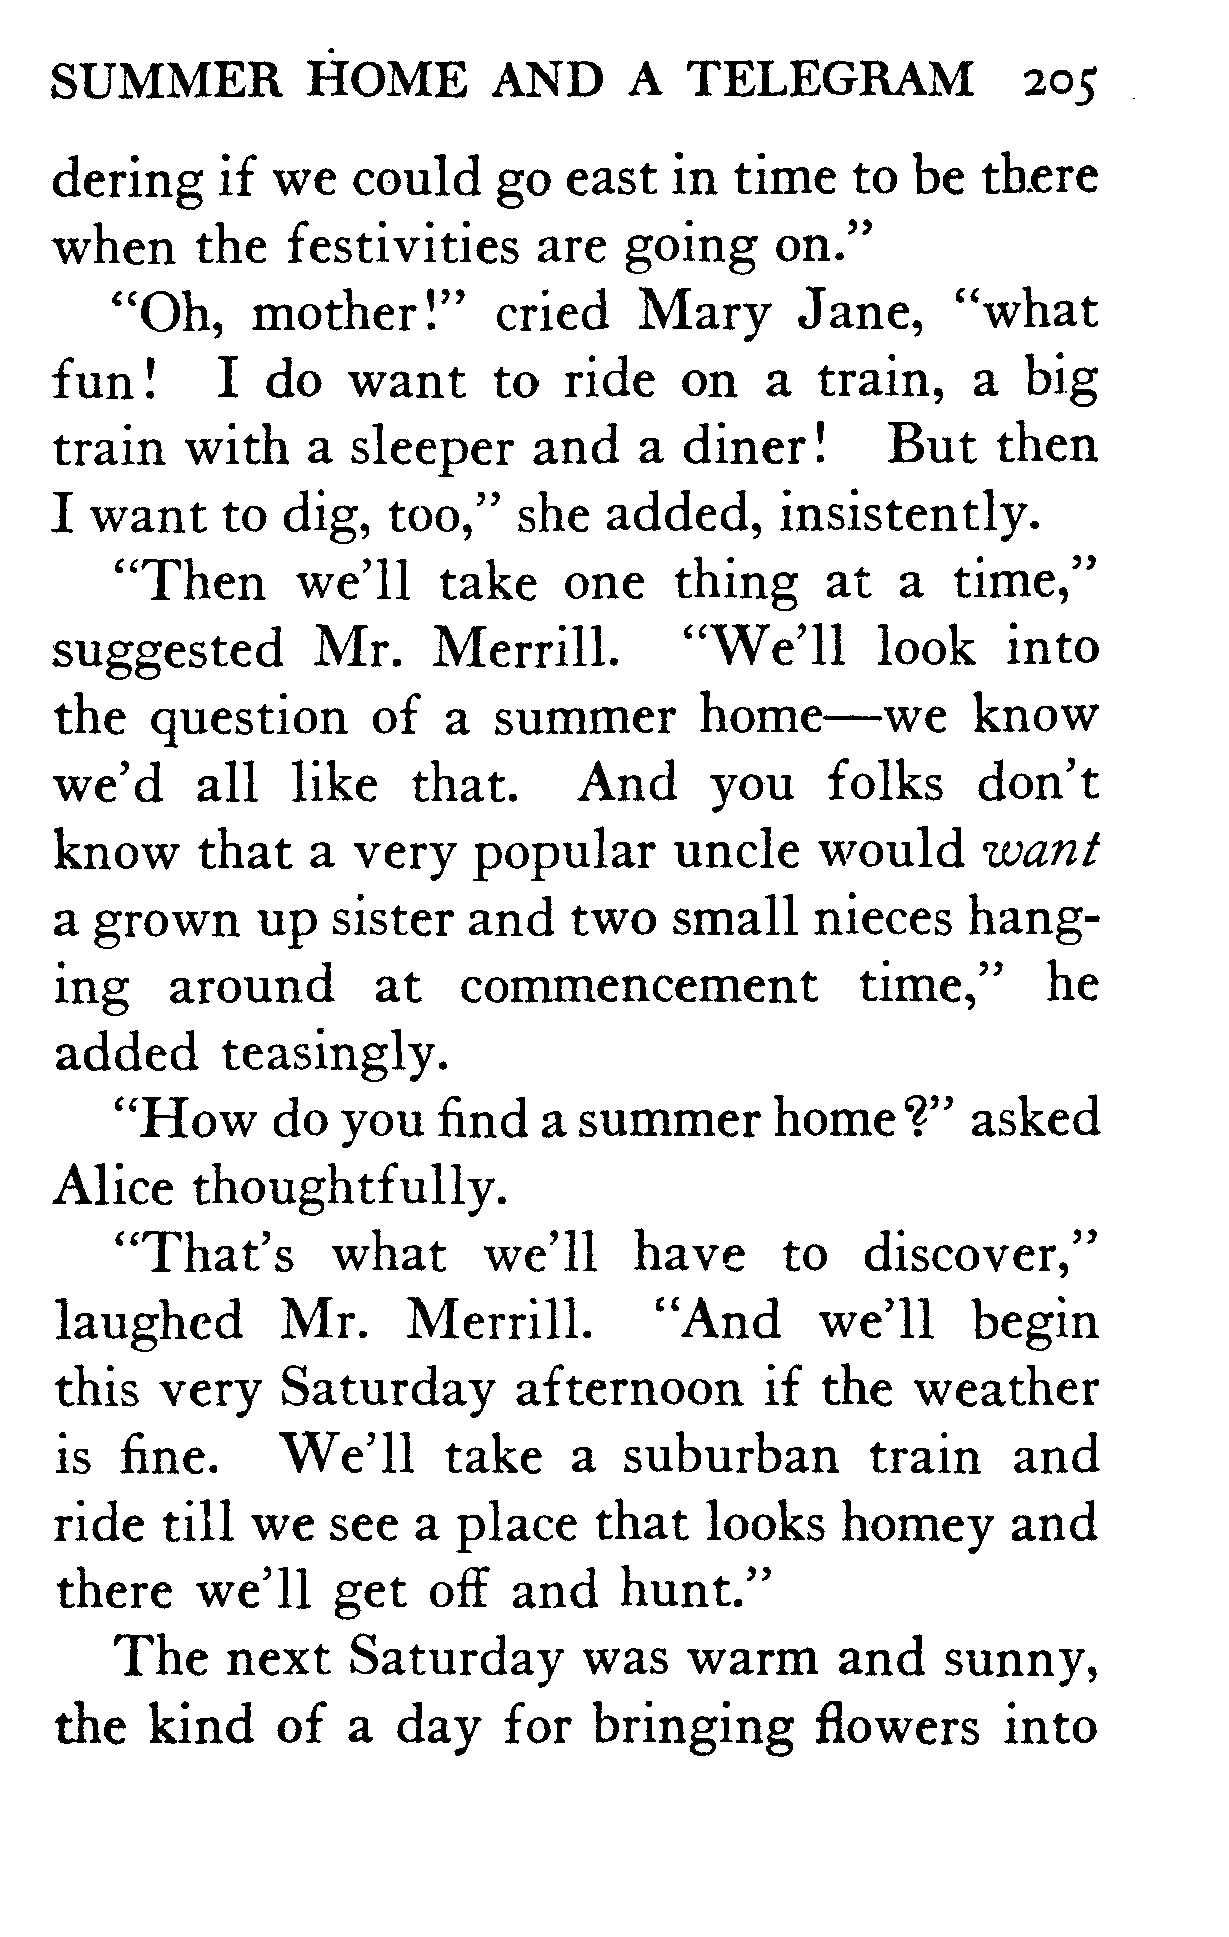 SUMMER HOME AND A TELEGRAM 205
dering if we could go east in time to be there
when the festivities are going on.”
“Oh, mother!” cried Mary Jane, “what
fun! I do want to ride on a train, a big
train with a sleeper and a diner! But then
I want to dig, too,” she added, insistently.
“Then we’ll take one thing at a time,”
suggested Mr. Merrill. “We’ll look into
the question of a summer home—we know
we’d all like that. And you folks don’t
know that a very popular uncle would want
a grown up sister and two small nieces hang-
ing around at commencement time,” he
added teasingly.
“How do you find a summer home?” asked
Alice thoughtfully.
“That’s what we’ll have to discover,”
laughed Mr. Merrill. “And we’ll begin
this very Saturday afternoon if the weather
is fine. We’ll take a suburban train and
ride till we see a place that looks homey and
there we’ll get off and hunt.”
The next Saturday was warm and sunny,
the kind of a day for bringing flowers into